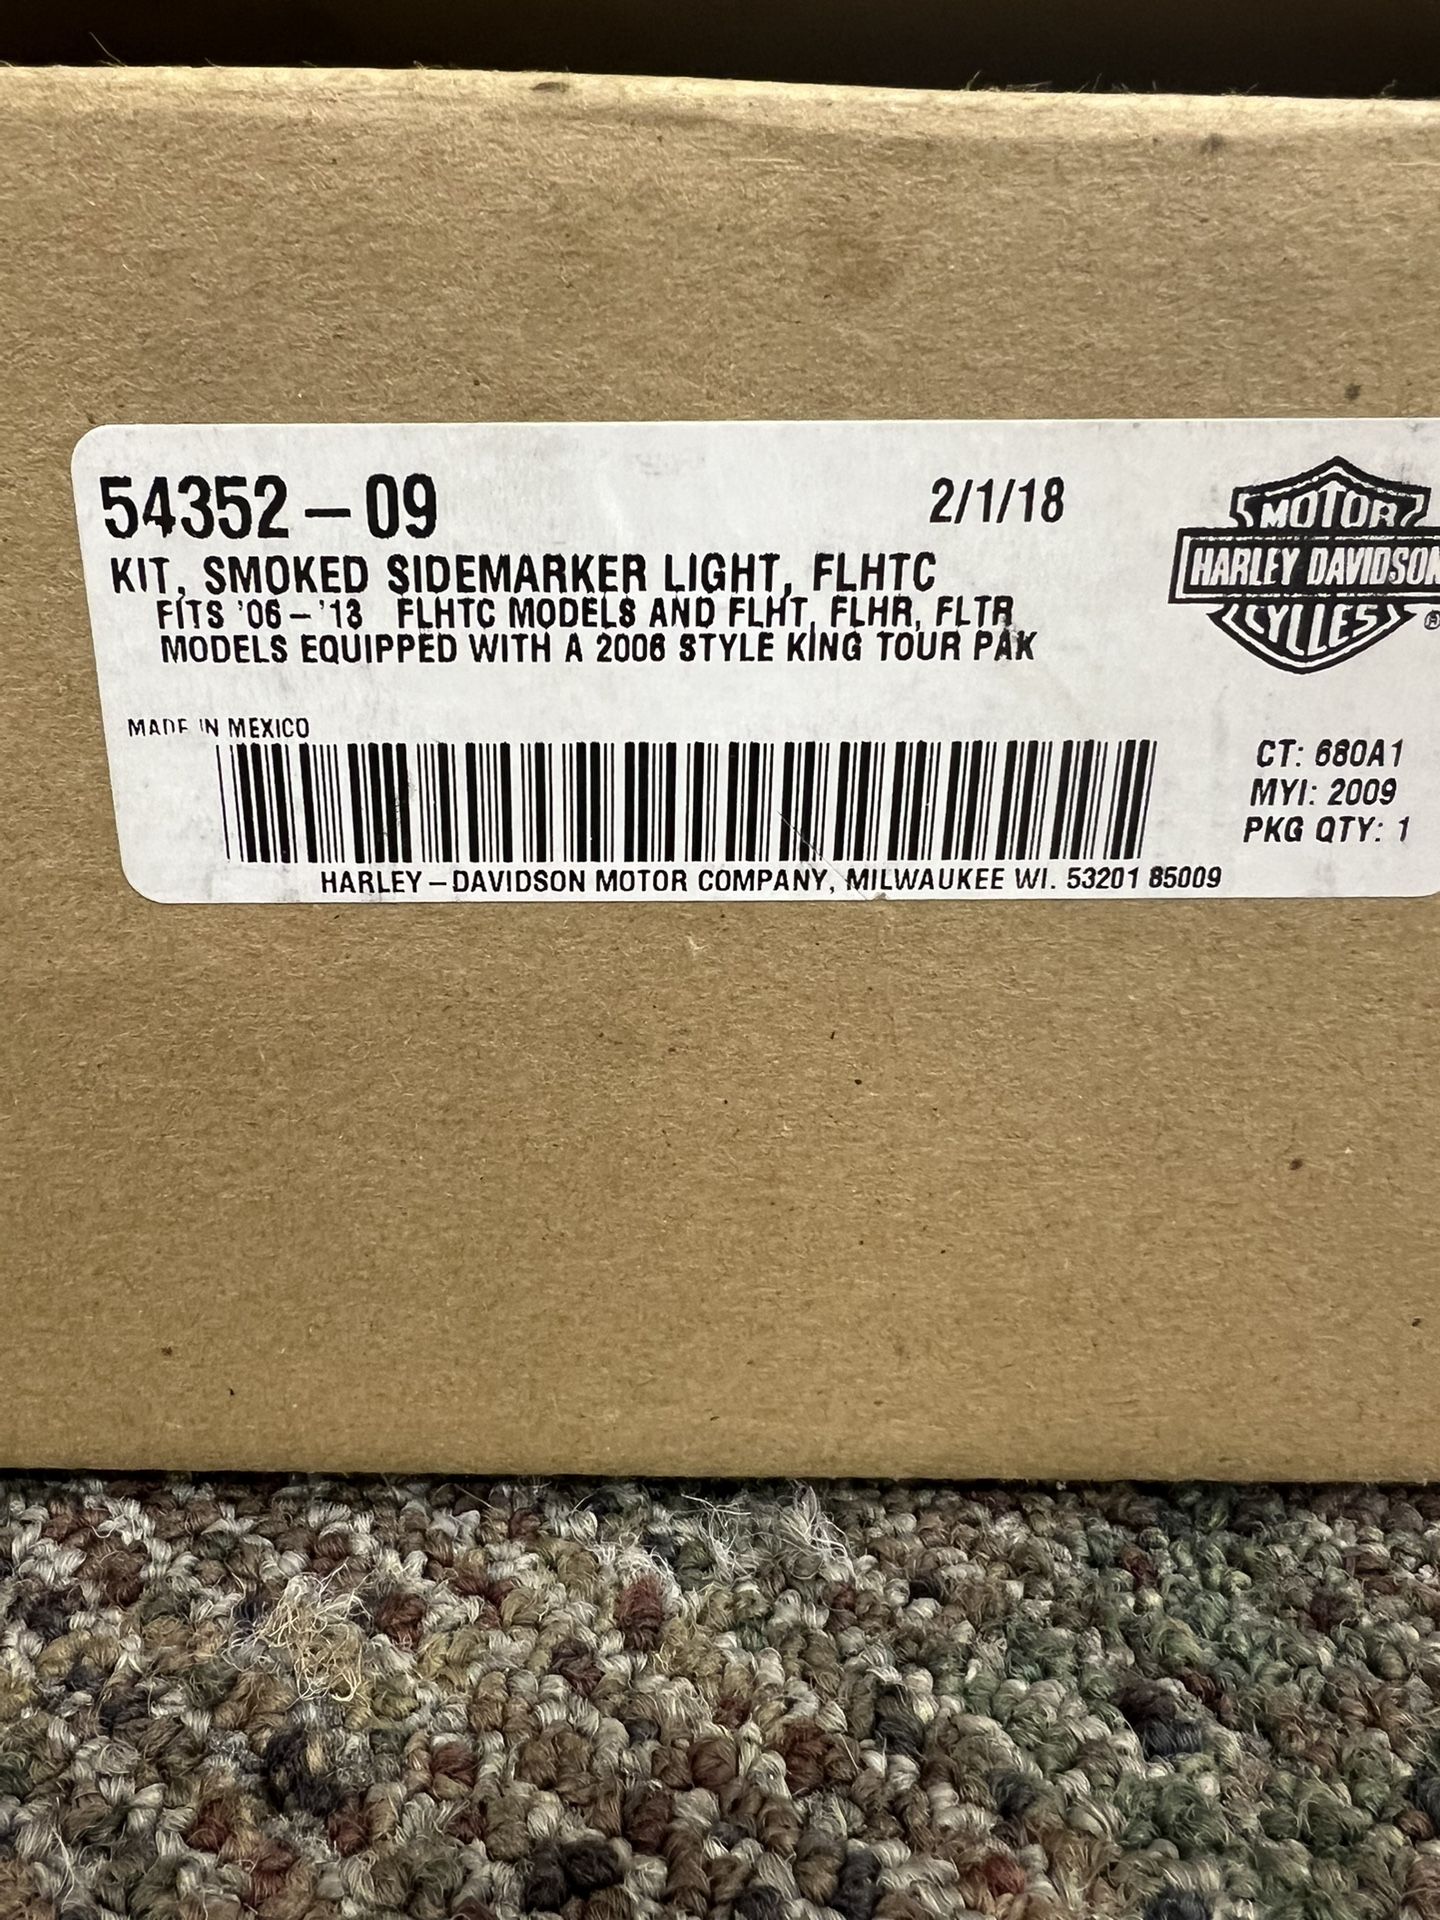 54352-09
2/1/18
KIT, SMOKED SIDEMARKER LIGHT, FLHTC
FITS '06-'13 FLHTC MODELS AND FLHT, FLHR, FLTR
MODELS EQUIPPED WITH A 2006 STYLE KING TOUR PAK
MOTOR
HARLEY DAVIDSON
CYCLES
®
MADE IN MEXICO
CT: 680A1
MYI: 2009
PKG QTY: 1
HARLEY-DAVIDSON MOTOR COMPANY, MILWAUKEE WI. 53201 85009